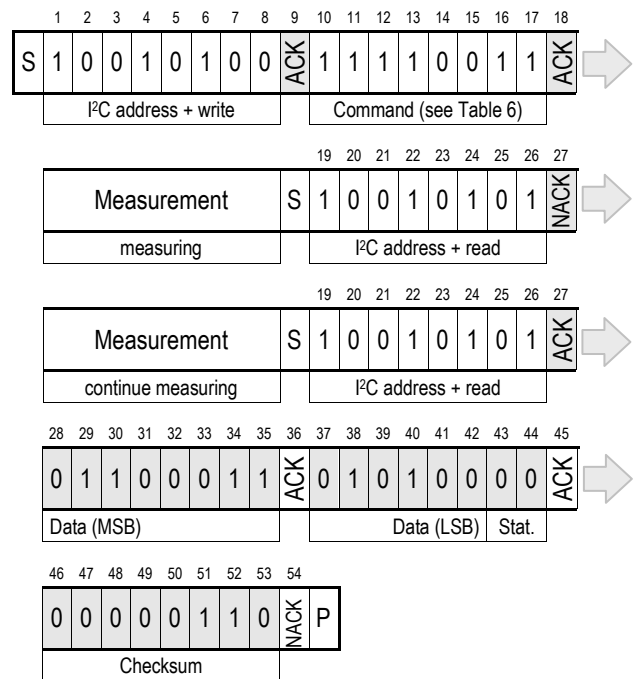 1 2 3 4 5 6 7 8 9 10 11 12 13 14 15 16 17 18
S 1 0 0 1 0 1 0 0 ACK 1 1 1 1 0 0 1 1 ACK
I²C address + write Command (see Table 6)
19 20 21 22 23 24 25 26 27
Measurement S 1 0 0 1 0 1 0 1 NACK
measuring I²C address + read
19 20 21 22 23 24 25 26 27
Measurement S 1 0 0 1 0 1 0 1 ACK
continue measuring I²C address + read
28 29 30 31 32 33 34 35 36 37 38 39 40 41 42 43 44 45
0 1 1 0 0 0 1 1 ACK 0 1 0 1 0 0 0 0 ACK
Data (MSB) Data (LSB) Stat.
46 47 48 49 50 51 52 53 54
0 0 0 0 0 1 1 0 NACK P
Checksum